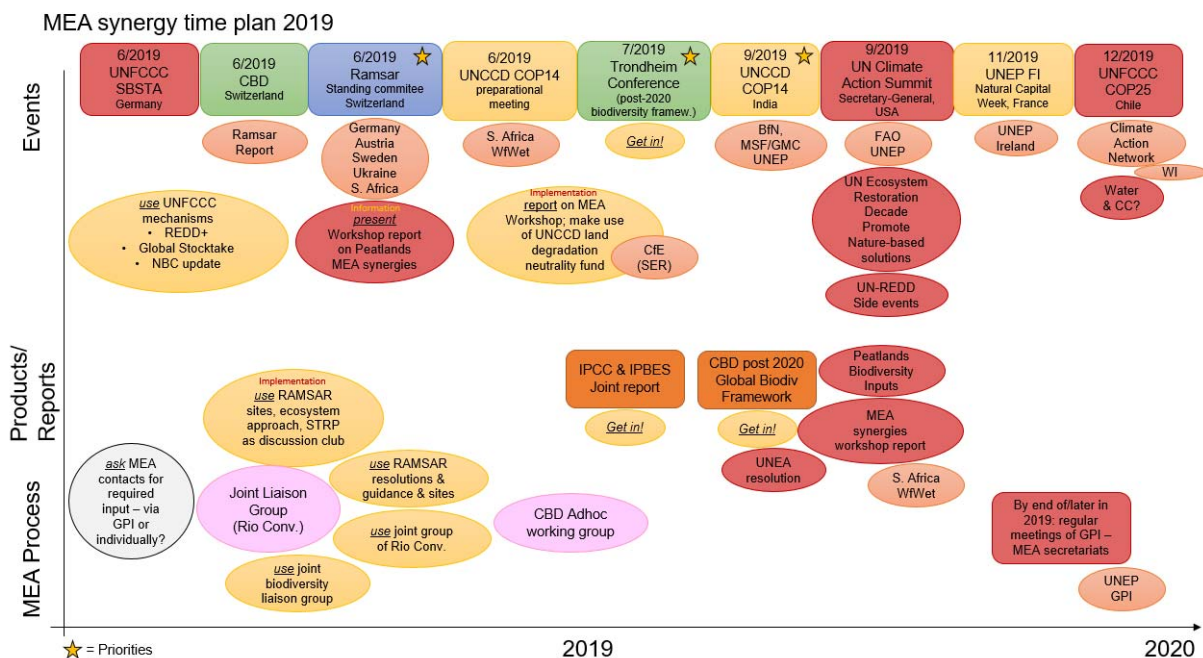 MEA synergy time plan 2019
Events
6/2019
UNFCCC
SBSTA
Germany
6/2019
CBD
Switzerland
6/2019
Ramsar
Standing commitee
Switzerland
6/2019
UNCCD COP14
preparational
meeting
7/2019
Trondheim
Conference
(post-2020
biodiversity framew.)
9/2019
UNCCD
COP14
India
9/2019
UN Climate
Action Summit
Secretary-General,
USA
11/2019
UNEP FI
Natural Capital
Week, France
12/2019
UNFCCC
COP25
Chile
Ramsar
Report
Germany
Austria
Sweden
Ukraine
S. Africa
S. Africa
WfWet
Get in!
BfN,
MSF/GMC
UNEP
FAO
UNEP
UNEP
Ireland
Climate
Action
Network
WI
Water
& CC?
use UNFCCC
mechanisms
• REDD+
• Global Stocktake
• NBC update
Information
present
Workshop report
on Peatlands
MEA synergies
Implementation
report on MEA
Workshop; make use
of UNCCD land
degradation
neutrality fund
CfE
(SER)
UN Ecosystem
Restoration
Decade
Promote
Nature-based
solutions
UN-REDD
Side events
Products/
Reports
IPCC & IPBES
Joint report
Get in!
CBD post 2020
Global Biodiv
Framework
Get in!
UNEA
resolution
Peatlands
Biodiversity
Inputs
MEA
synergies
workshop report
S. Africa
WfWet
MEA Process
Implementation
use RAMSAR
sites, ecosystem
approach, STRP
as discussion club
ask MEA
contacts for
required
input – via
GPI or
individually?
Joint Liaison
Group
(Rio Conv.)
use RAMSAR
resolutions &
guidance & sites
use joint group
of Rio Conv.
use joint
biodiversity
liaison group
CBD Adhoc
working group
By end of/later in
2019: regular
meetings of GPI –
MEA secretariats
UNEP
GPI
= Priorities
2019
2020